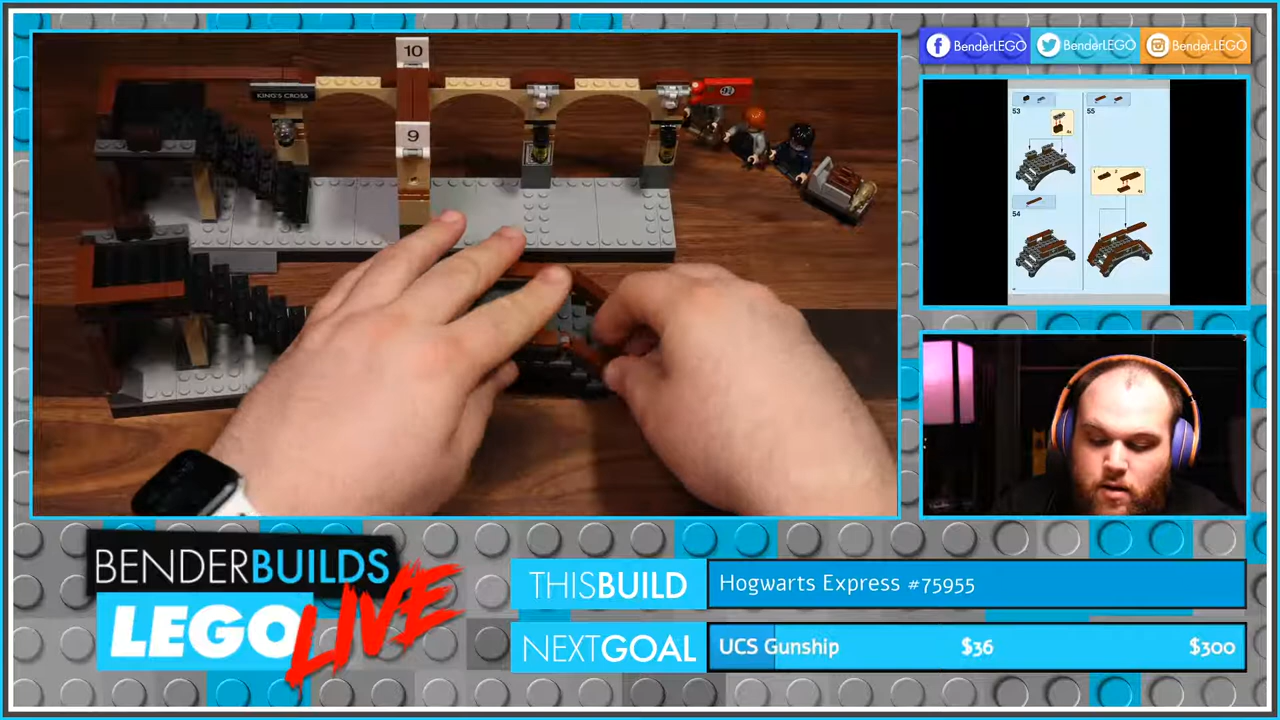 10
KING'S CROSS
9
BenderLEGO
BenderLEGO
Bender.LEGO
53
55
54
BENDERBUILDS
LEGO LIVE
THISBUILD
Hogwarts Express #75955
NEXTGOAL
UCS Gunship $36 $300